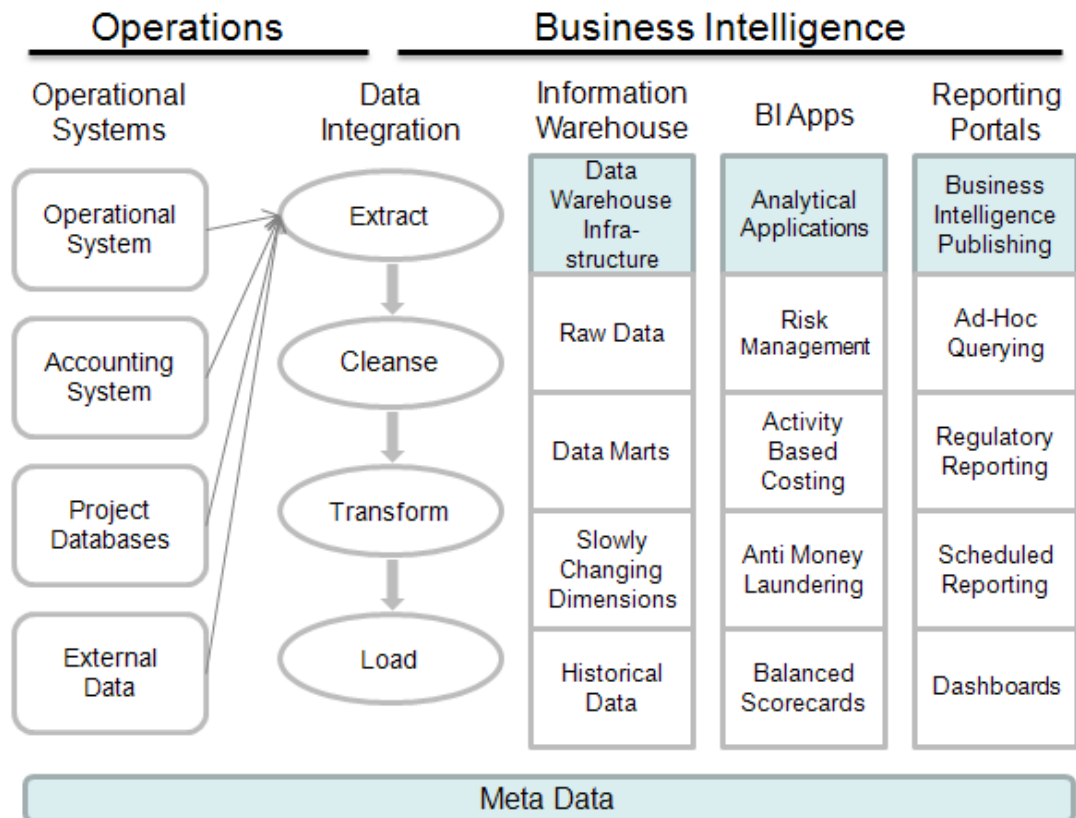 Operations
Business Intelligence
Operational
Systems
Data
Integration
Information
Warehouse
BI Apps
Reporting
Portals
Operational
System
Accounting
System
Project
Databases
External
Data
Extract
Cleanse
Transform
Load
Data
Warehouse
Infra-
structure
Raw Data
Data Marts
Slowly
Changing
Dimensions
Historical
Data
Analytical
Applications
Risk
Management
Activity
Based
Costing
Anti Money
Laundering
Balanced
Scorecards
Business
Intelligence
Publishing
Ad-Hoc
Querying
Regulatory
Reporting
Scheduled
Reporting
Dashboards
Meta Data